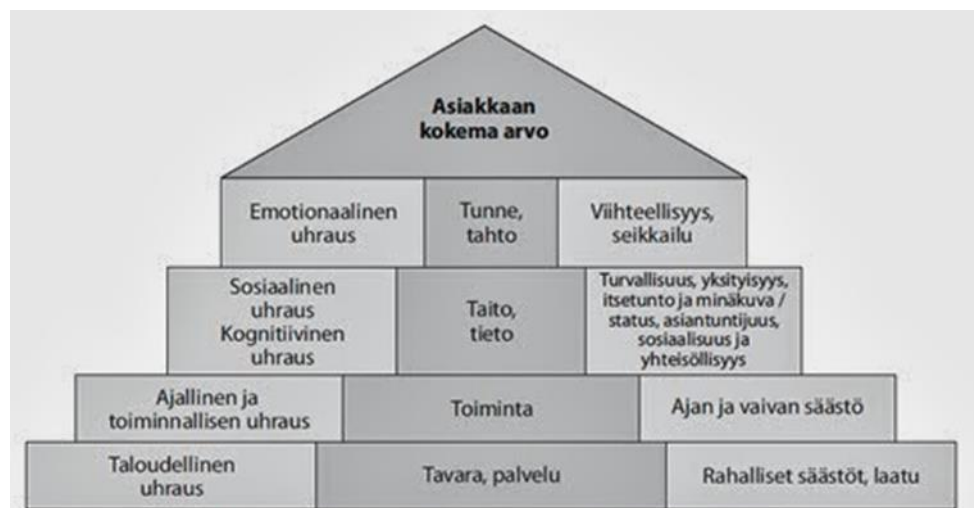 Asiakkaan
kokema arvo
Emotionaalinen
uhraus
Tunne,
tahto
Viihteellisyys,
seikkailu
Sosiaalinen
uhraus
Kognitiivinen
uhraus
Taito,
tieto
Turvallisuus, yksityisyys,
itsetunto ja minäkuva /
status, asiantuntijuus,
sosiaalisuus ja
yhteisöllisyys
Ajallinen ja
toiminnallisen uhraus
Toiminta
Ajan ja vaivan säästö
Taloudellinen
uhraus
Tavara, palvelu
Rahalliset säästöt, laatu